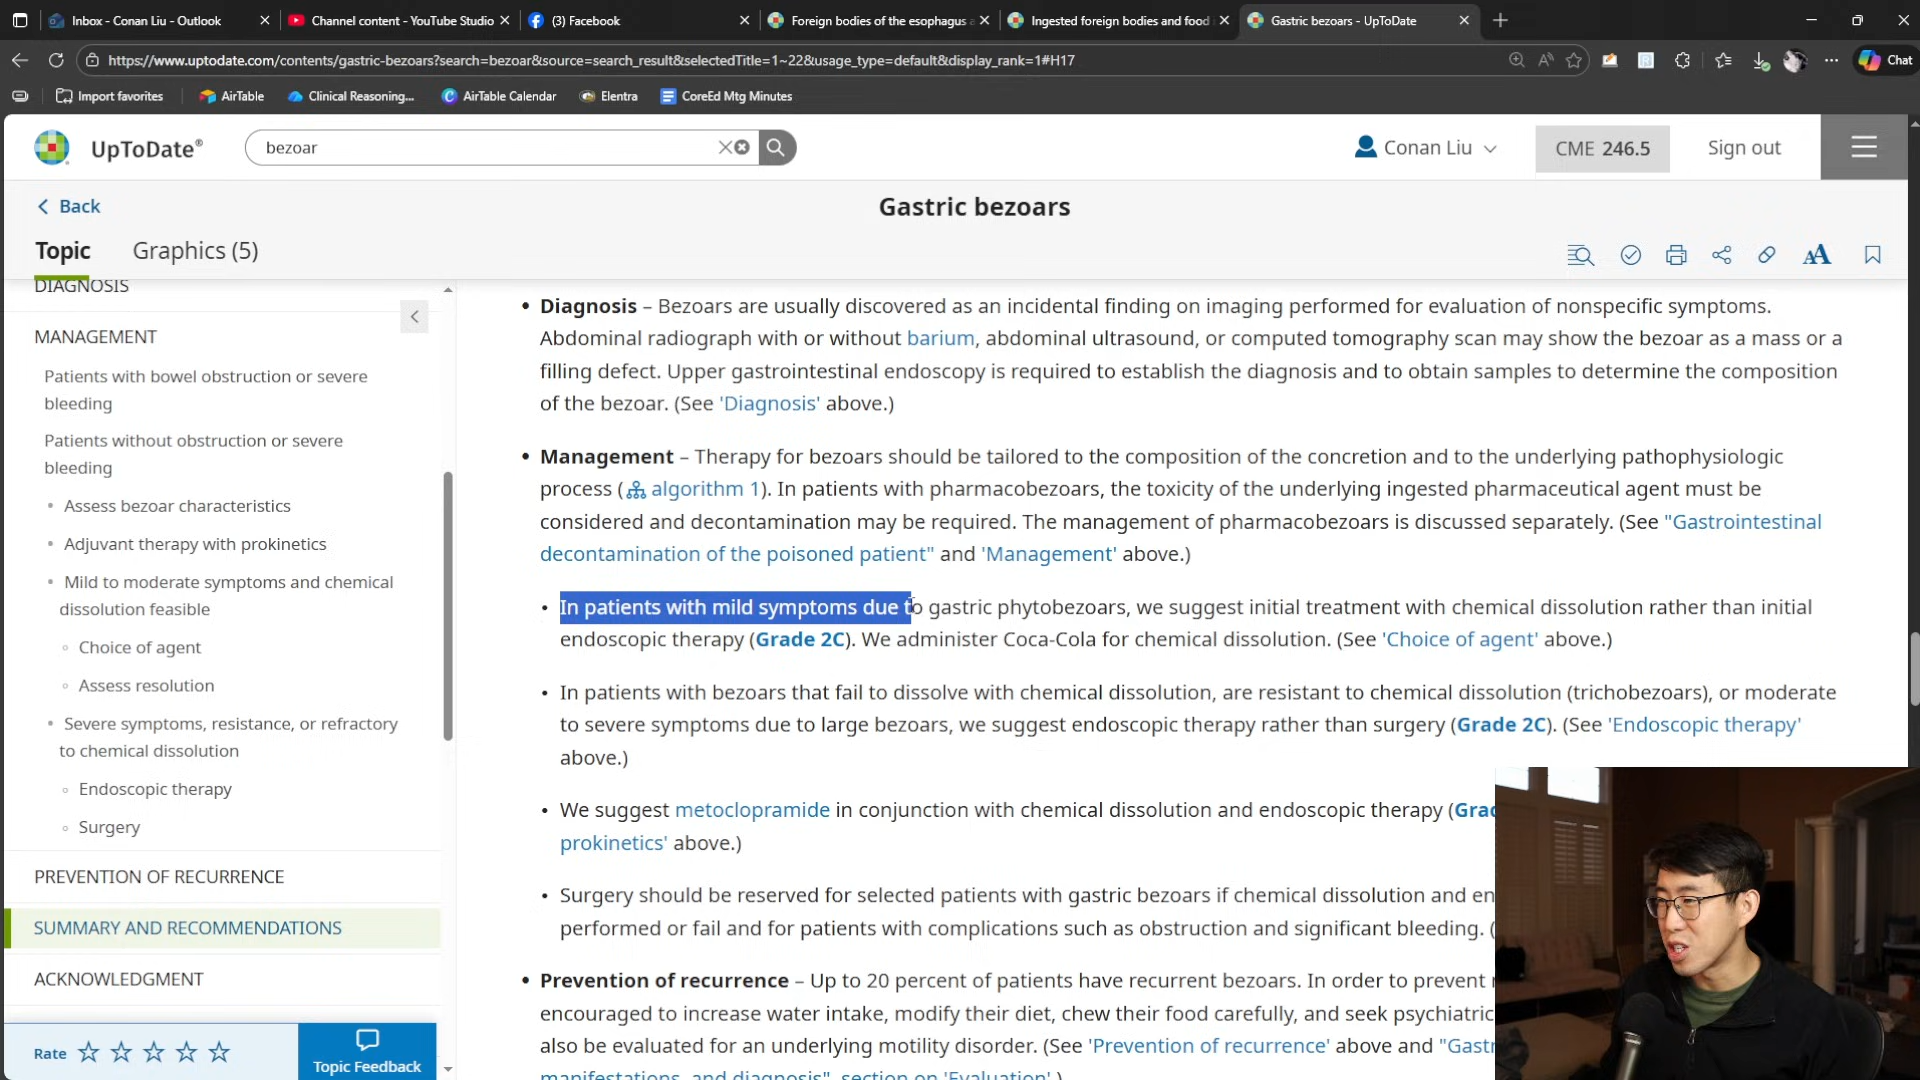 Inbox - Conan Liu - Outlook
Channel content - YouTube Studio
(3) Facebook
Foreign bodies of the esophagus a
Ingested foreign bodies and food
Gastric bezoars - UpToDate
https://www.uptodate.com/contents/gastric-bezoars?search=bezoar&source=search_result&selectedTitle=1~22&usage_type=default&display_rank=1#H17
Chat
Import favorites
AirTable
Clinical Reasoning...
AirTable Calendar
Elentra
CoreEd Mtg Minutes
UpToDate®
bezoar
Conan Liu
CME 246.5
Sign out
Back
Gastric bezoars
Topic
Graphics (5)
AA
DIAGNOSIS
MANAGEMENT
Patients with bowel obstruction or severe
bleeding
Patients without obstruction or severe
bleeding
• Assess bezoar characteristics
• Adjuvant therapy with prokinetics
• Mild to moderate symptoms and chemical
dissolution feasible
◦ Choice of agent
◦ Assess resolution
• Severe symptoms, resistance, or refractory
to chemical dissolution
◦ Endoscopic therapy
◦ Surgery
PREVENTION OF RECURRENCE
SUMMARY AND RECOMMENDATIONS
ACKNOWLEDGMENT
Rate
Topic Feedback
• Diagnosis – Bezoars are usually discovered as an incidental finding on imaging performed for evaluation of nonspecific symptoms.
Abdominal radiograph with or without barium, abdominal ultrasound, or computed tomography scan may show the bezoar as a mass or a
filling defect. Upper gastrointestinal endoscopy is required to establish the diagnosis and to obtain samples to determine the composition
of the bezoar. (See 'Diagnosis' above.)
• Management – Therapy for bezoars should be tailored to the composition of the concretion and to the underlying pathophysiologic
process (algorithm 1). In patients with pharmacobezoars, the toxicity of the underlying ingested pharmaceutical agent must be
considered and decontamination may be required. The management of pharmacobezoars is discussed separately. (See "Gastrointestinal
decontamination of the poisoned patient" and 'Management' above.)
• In patients with mild symptoms due to gastric phytobezoars, we suggest initial treatment with chemical dissolution rather than initial
endoscopic therapy (Grade 2C). We administer Coca-Cola for chemical dissolution. (See 'Choice of agent' above.)
• In patients with bezoars that fail to dissolve with chemical dissolution, are resistant to chemical dissolution (trichobezoars), or moderate
to severe symptoms due to large bezoars, we suggest endoscopic therapy rather than surgery (Grade 2C). (See 'Endoscopic therapy'
above.)
• We suggest metoclopramide in conjunction with chemical dissolution and endoscopic therapy (Grad
prokinetics' above.)
• Surgery should be reserved for selected patients with gastric bezoars if chemical dissolution and en
performed or fail and for patients with complications such as obstruction and significant bleeding. (
• Prevention of recurrence – Up to 20 percent of patients have recurrent bezoars. In order to prevent
encouraged to increase water intake, modify their diet, chew their food carefully, and seek psychiatric
also be evaluated for an underlying motility disorder. (See 'Prevention of recurrence' above and "Gast
manifestations, and diagnosis", section on 'Evaluation'.)